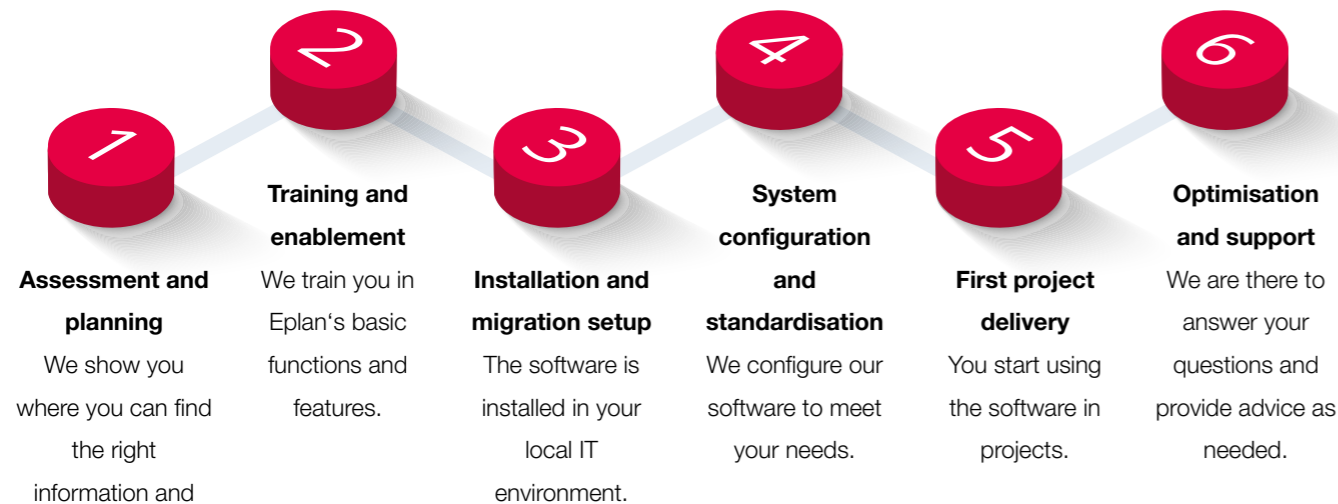 1
Assessment and
planning
We show you
where you can find
the right
information and
2
Training and
enablement
We train you in
Eplan‘s basic
functions and
features.
3
Installation and
migration setup
The software is
installed in your
local IT
environment.
4
System
configuration
and
standardisation
We configure our
software to meet
your needs.
5
First project
delivery
You start using
the software in
projects.
6
Optimisation
and support
We are there to
answer your
questions and
provide advice as
needed.